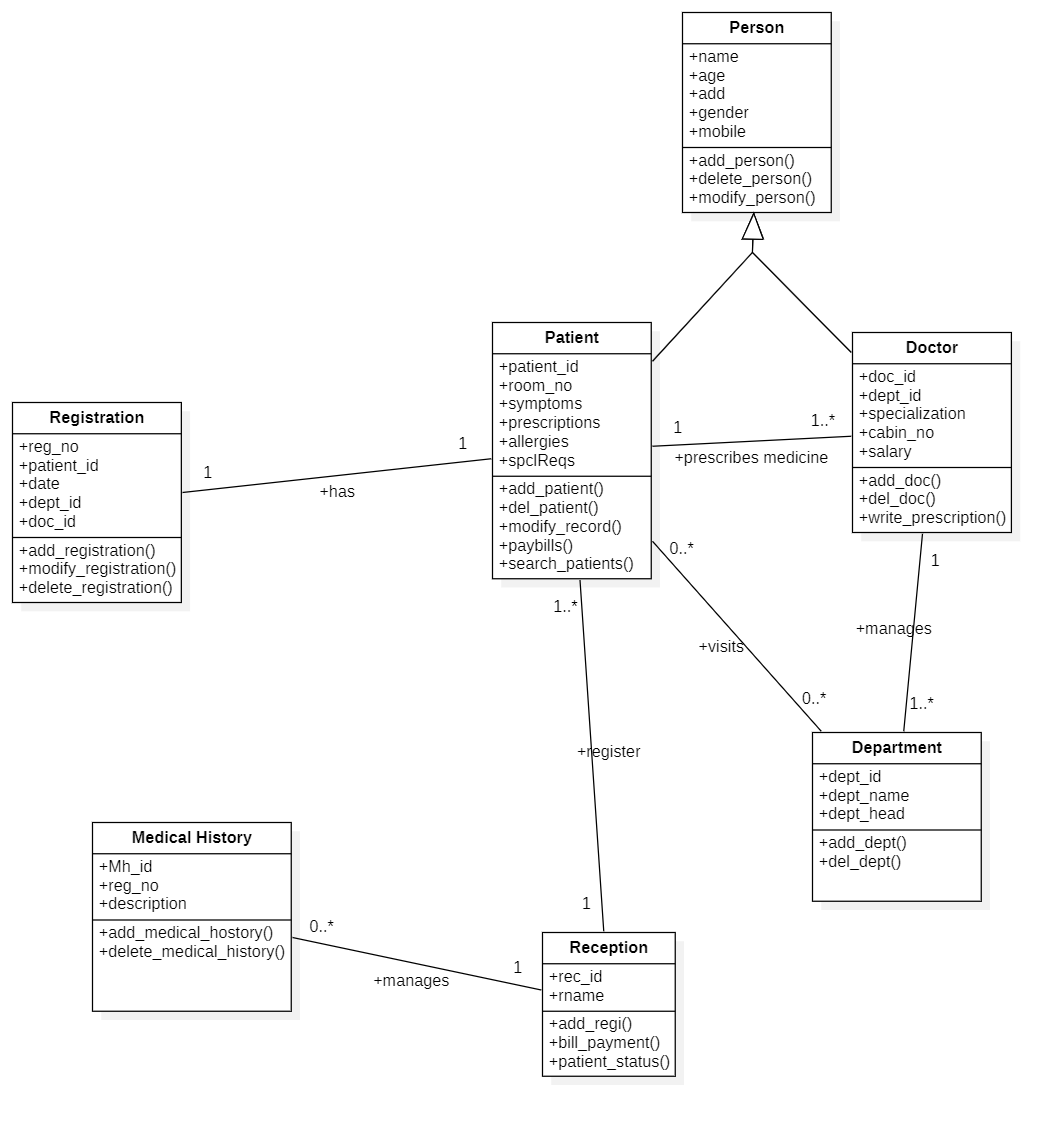 Person
+name
+age
+add
+gender
+mobile
+add_person()
+delete_person()
+modify_person()
Patient
+patient_id
+room_no
+symptoms
+prescriptions
+allergies
+spclReqs
+add_patient()
+del_patient()
+modify_record()
+paybills()
+search_patients()
Doctor
+doc_id
+dept_id
+specialization
+cabin_no
+salary
+add_doc()
+del_doc()
+write_prescription()
Registration
+reg_no
+patient_id
+date
+dept_id
+doc_id
+add_registration()
+modify_registration()
+delete_registration()
1
+has
1
1
+prescribes medicine
1..*
0..*
+visits
0..*
1
+manages
1..*
1..*
+register
1
Department
+dept_id
+dept_name
+dept_head
+add_dept()
+del_dept()
Medical History
+Mh_id
+reg_no
+description
+add_medical_hostory()
+delete_medical_history()
0..*
+manages
1
Reception
+rec_id
+rname
+add_regi()
+bill_payment()
+patient_status()